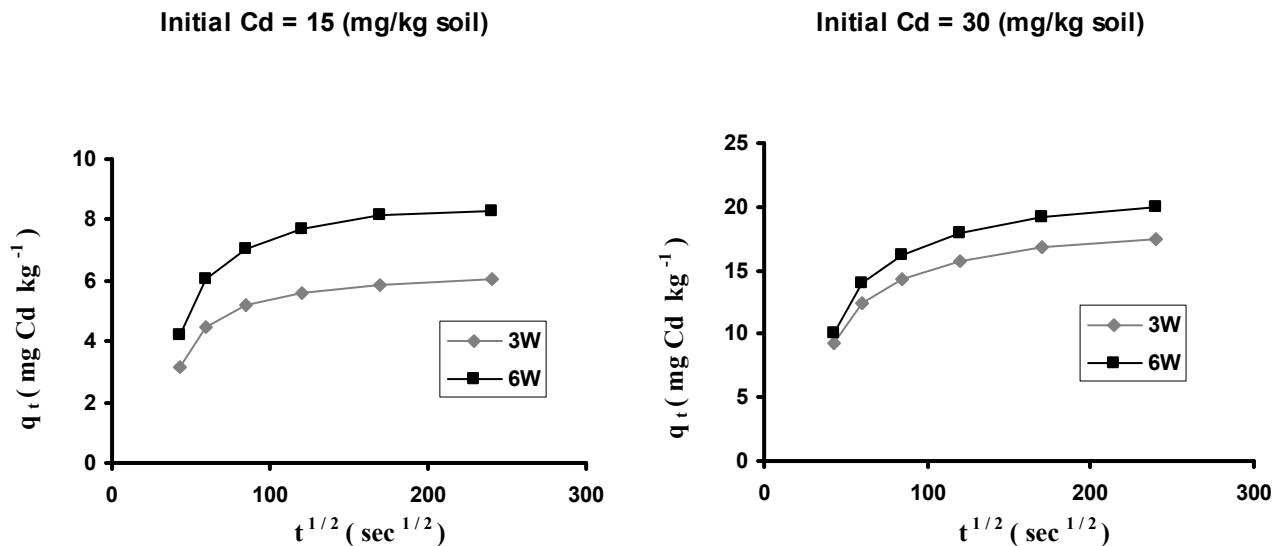 Initial Cd = 15 (mg/kg soil)
10
8
6
4
2
0
q t ( mg Cd kg -1 )
3W
6W
0 100 200 300
t 1 / 2 ( sec 1/2 )
Initial Cd = 30 (mg/kg soil)
25
20
15
10
5
0
q t ( mg Cd kg -1 )
3W
6W
0 100 200 300
t 1 / 2 ( sec 1/2 )